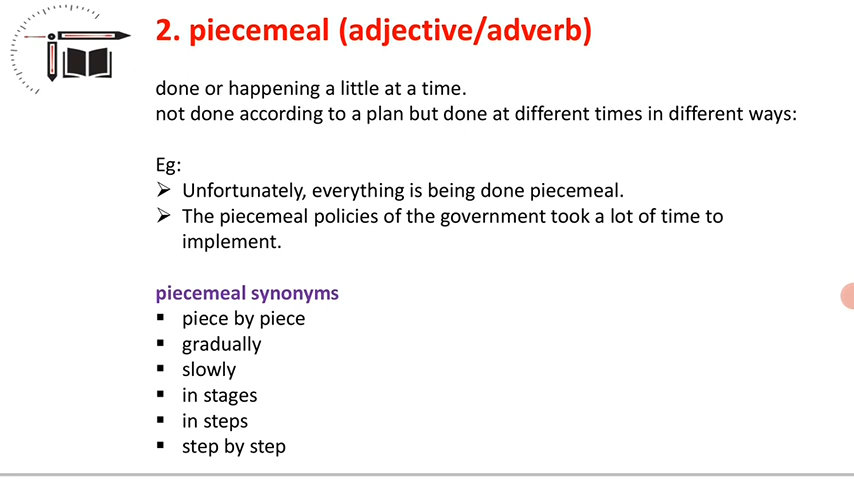 2. piecemeal (adjective/adverb)
done or happening a little at a time.
not done according to a plan but done at different times in different ways:
Eg:
➢ Unfortunately, everything is being done piecemeal.
➢ The piecemeal policies of the government took a lot of time to
implement.
piecemeal synonyms
▪ piece by piece
▪ gradually
▪ slowly
▪ in stages
▪ in steps
▪ step by step